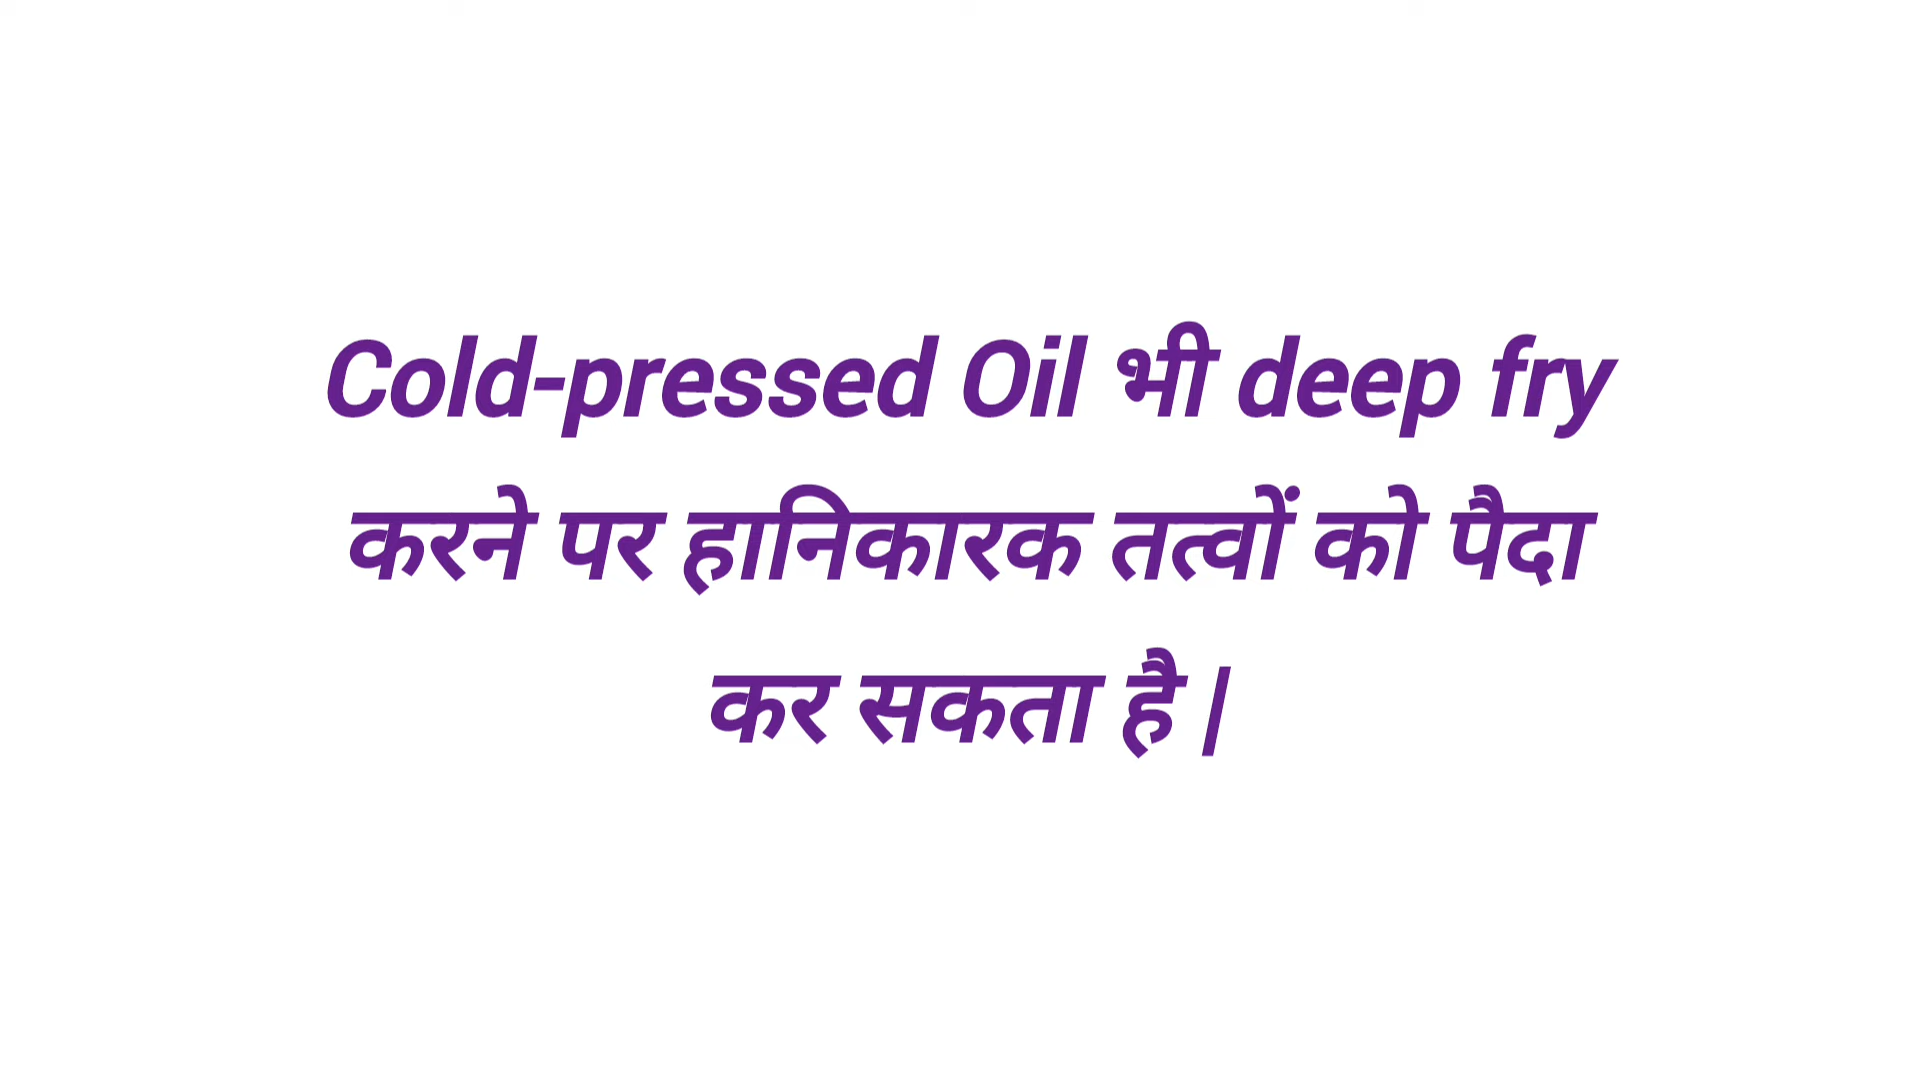 Cold-pressed Oil भी deep fry
करने पर हानिकारक तत्वों को पैदा
कर सकता है |